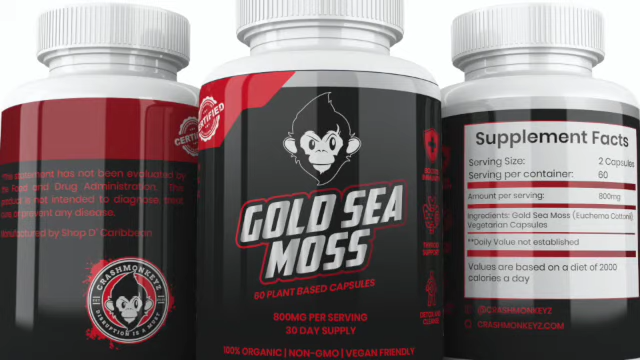 CERTIFIED
*This statement has not been evaluated by
the Food and Drug Administration. This
product is not intended to diagnose, treat,
cure, or prevent any disease.
Manufactured by Shop D' Caribbean
CRASHMONKEYZ
DISRUPTION IS A MUST
CERTIFIED
GOLD SEA
MOSS
60 PLANT BASED CAPSULES
800MG PER SERVING
30 DAY SUPPLY
100% ORGANIC | NON-GMO | VEGAN FRIENDLY
Supplement Facts
Serving Size: 2 Capsules
Serving per container: 60
Amount per serving: 800mg
Ingredients: Gold Sea Moss (Euchema Cottonii)
Vegetarian Capsules
**Daily Value not established
Values are based on a diet of 2000
calories a day
@CRASHMONKEYZ
CRASHMONKEYZ.COM